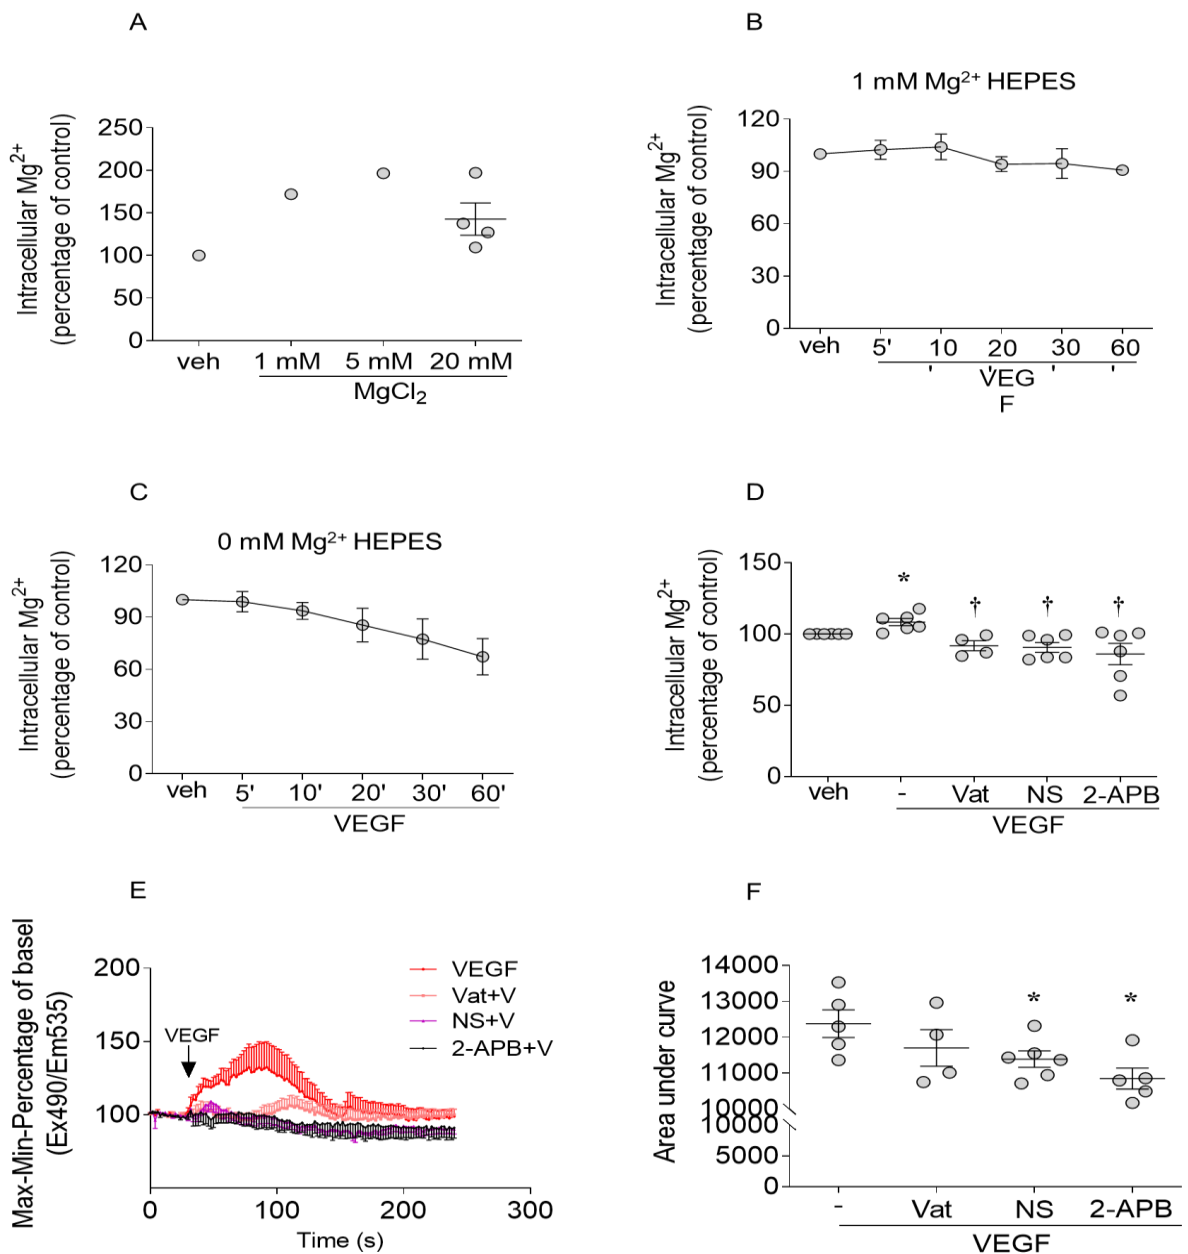 A
Intracellular Mg2+
(percentage of control)
250
200
150
100
50
0
veh 1 mM 5 mM 20 mM
MgCl2
B
1 mM Mg2+ HEPES
Intracellular Mg2+
(percentage of control)
120
90
60
30
0
veh 5' 10 20 30 60
' ' ' '
VEG
F
C
0 mM Mg2+ HEPES
Intracellular Mg2+
(percentage of control)
120
90
60
30
0
veh 5' 10' 20' 30' 60'
VEGF
D
Intracellular Mg2+
(percentage of control)
150
100
50
0
* † † †
veh - Vat NS 2-APB
VEGF
E
Max-Min-Percentage of basel
(Ex490/Em535)
200
150
100
VEGF
VEGF
Vat+V
NS+V
2-APB+V
0 100 200 300
Time (s)
F
Area under curve
14000
13000
12000
11000
10000
10000
5000
0
* *
- Vat NS 2-APB
VEGF